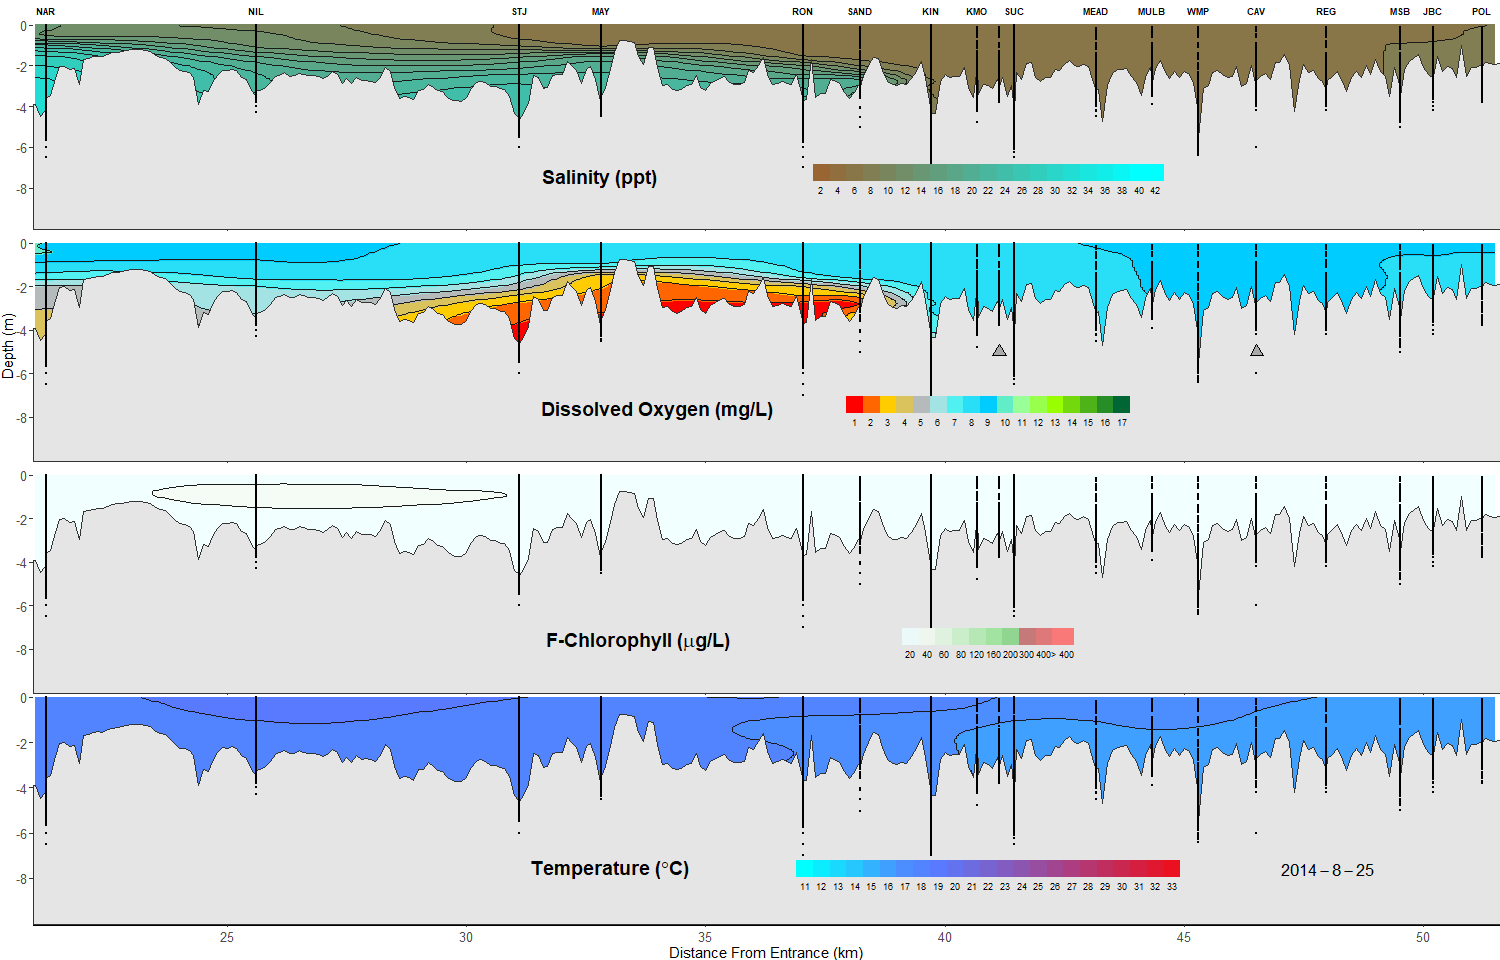 NAR NIL STJ MAY RON SAND KIN KMO SUC MEAD MULB WMP CAV REG MSB JBC POL
0
-2
-4
-6
-8
Salinity (ppt)
2 4 6 8 10 12 14 16 18 20 22 24 26 28 30 32 34 36 38 40 42
0
-2
-4
-6
-8
Depth (m)
Dissolved Oxygen (mg/L)
1 2 3 4 5 6 7 8 9 10 11 12 13 14 15 16 17
0
-2
-4
-6
-8
F-Chlorophyll (µg/L)
20 40 60 80 120 160 200 300 400> 400
0
-2
-4
-6
-8
Temperature (°C)
11 12 13 14 15 16 17 18 19 20 21 22 23 24 25 26 27 28 29 30 31 32 33
2014–8–25
25 30 35 40 45 50
Distance From Entrance (km)